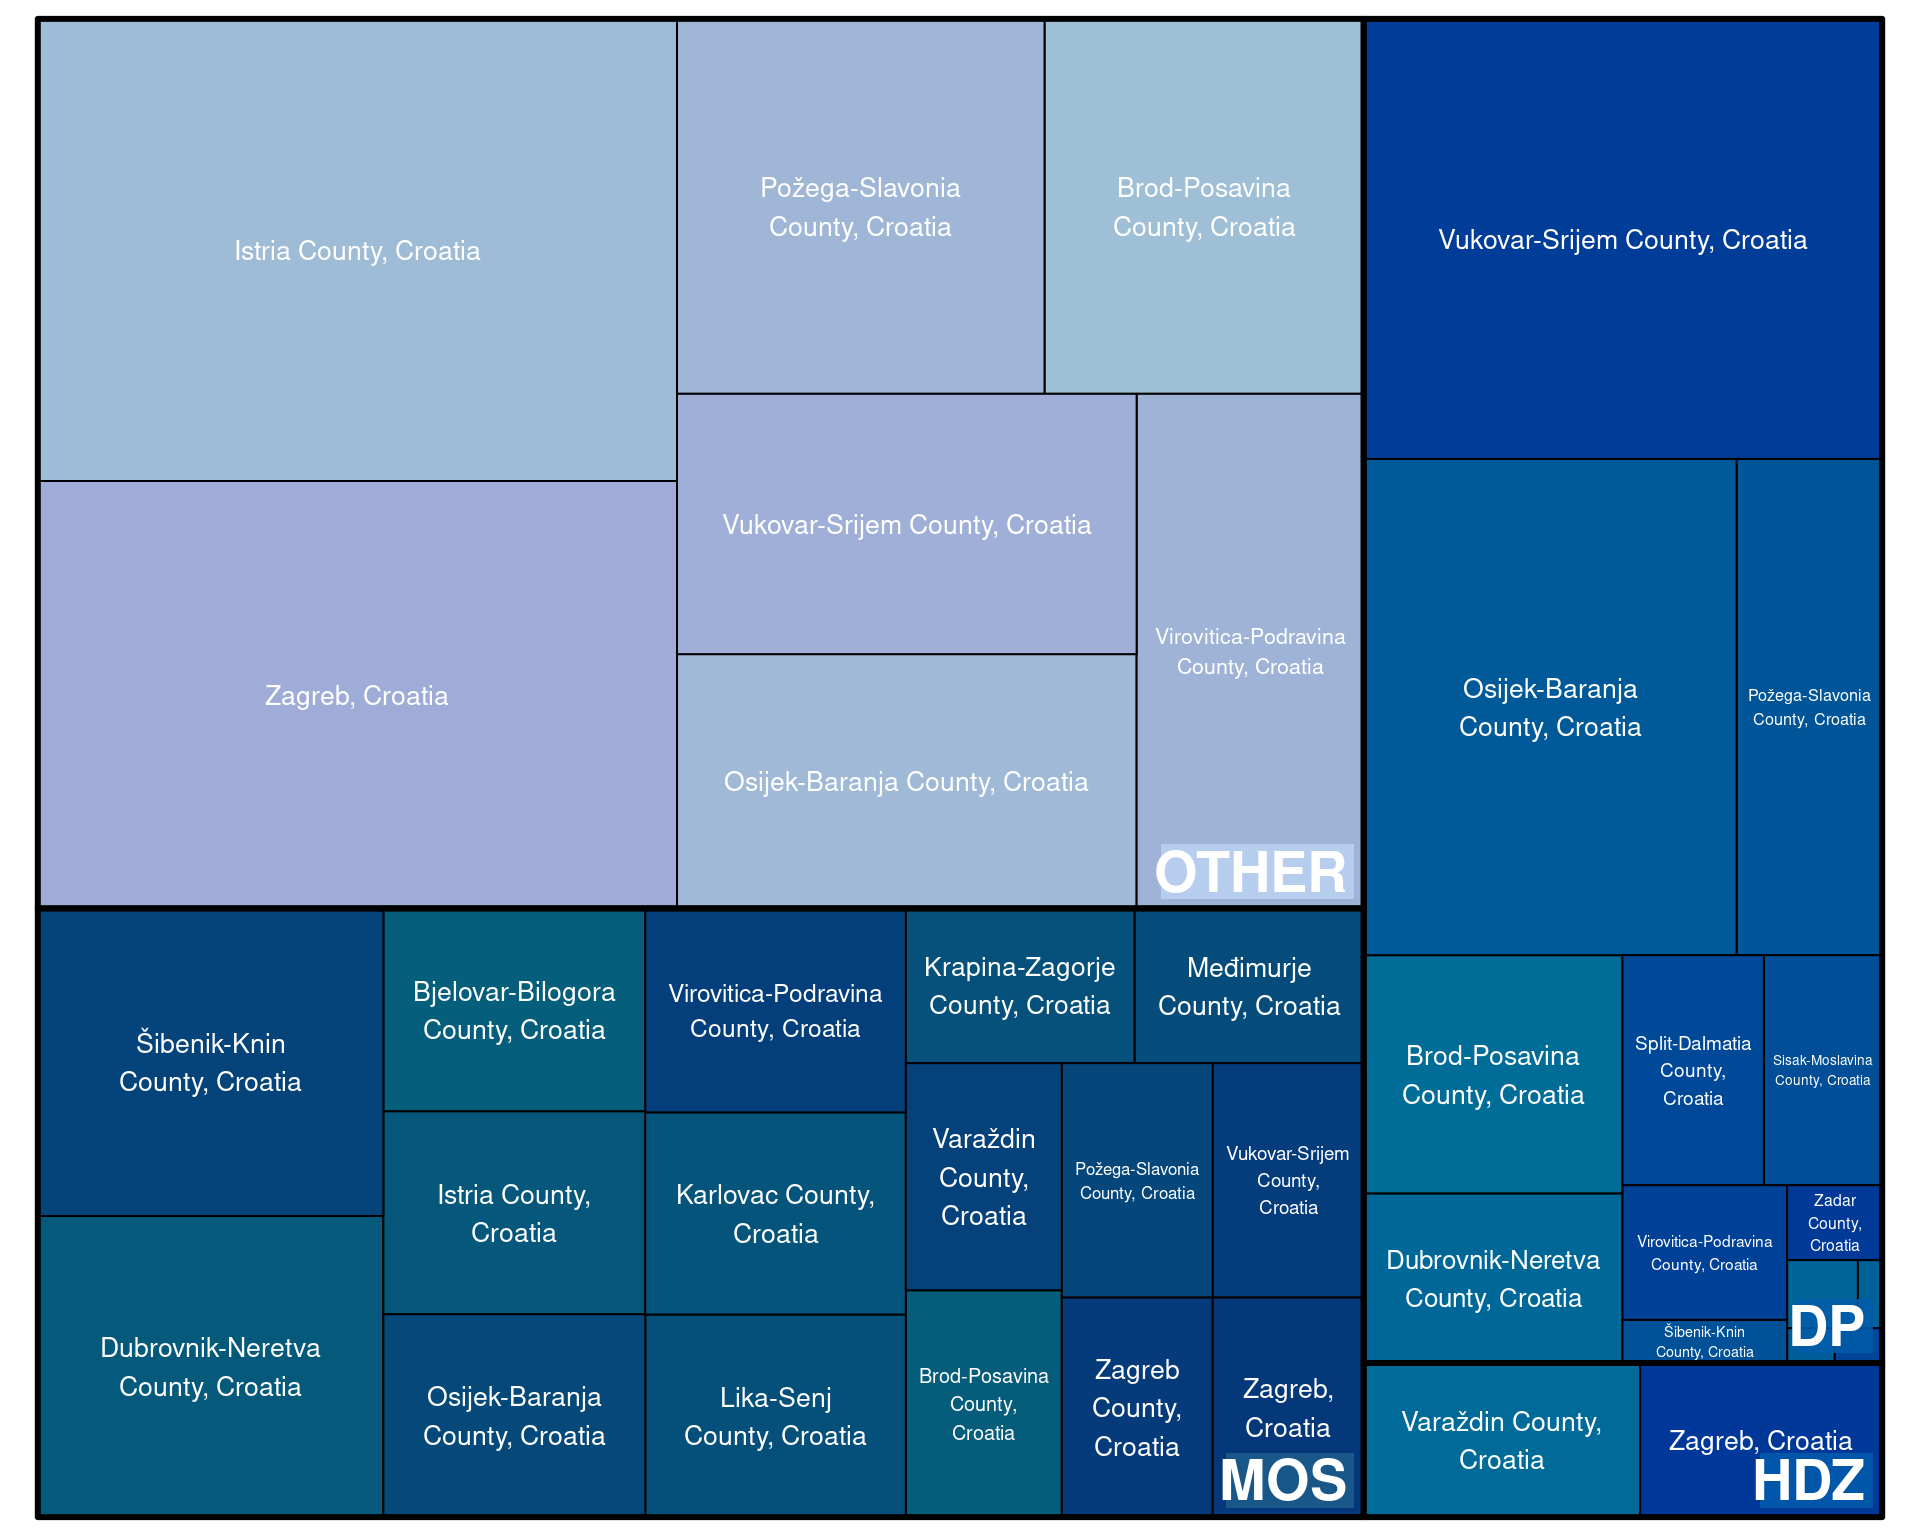 Istria County, Croatia
Zagreb, Croatia
Požega-Slavonia
County, Croatia
Brod-Posavina
County, Croatia
Vukovar-Srijem County, Croatia
Osijek-Baranja County, Croatia
Virovitica-Podravina
County, Croatia
OTHER
Šibenik-Knin
County, Croatia
Dubrovnik-Neretva
County, Croatia
Bjelovar-Bilogora
County, Croatia
Istria County,
Croatia
Osijek-Baranja
County, Croatia
Virovitica-Podravina
County, Croatia
Karlovac County,
Croatia
Lika-Senj
County, Croatia
Krapina-Zagorje
County, Croatia
Međimurje
County, Croatia
Varaždin
County,
Croatia
Požega-Slavonia
County, Croatia
Vukovar-Srijem
County,
Croatia
Brod-Posavina
County,
Croatia
Zagreb
County,
Croatia
Zagreb,
Croatia
MOS
Vukovar-Srijem County, Croatia
Osijek-Baranja
County, Croatia
Požega-Slavonia
County, Croatia
Brod-Posavina
County, Croatia
Dubrovnik-Neretva
County, Croatia
Split-Dalmatia
County,
Croatia
Sisak-Moslavina
County, Croatia
Virovitica-Podravina
County, Croatia
Zadar
County,
Croatia
Šibenik-Knin
County, Croatia
DP
Varaždin County,
Croatia
Zagreb, Croatia
HDZ